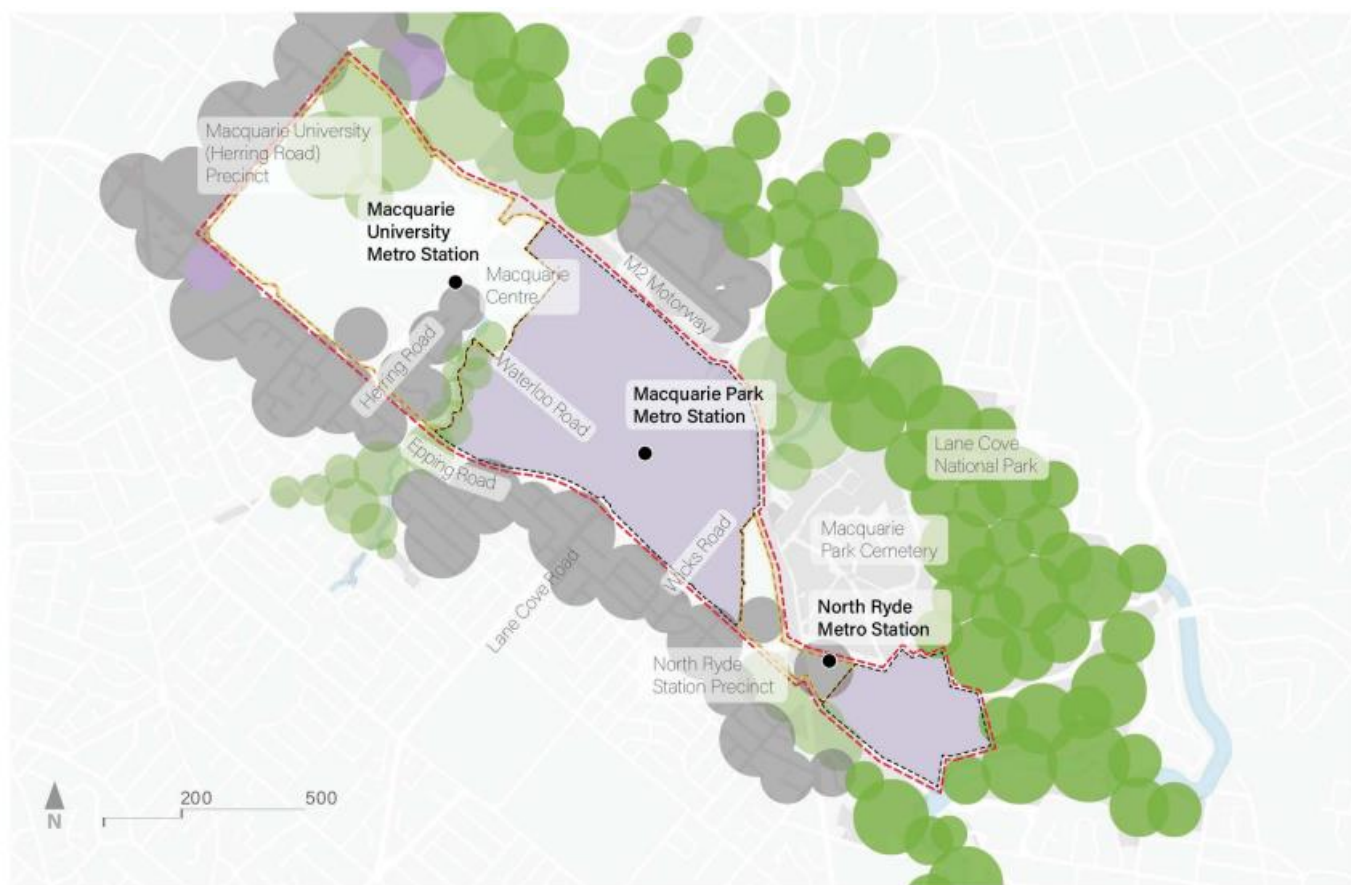 Macquarie University
(Herring Road)
Precinct
Macquarie
University
Metro Station
Macquarie
Centre
M2 Motorway
Herring Road
Waterloo Road
Macquarie Park
Metro Station
Epping Road
Lane Cove
National Park
Wicks Road
Macquarie
Park Cemetery
Lane Cove Road
North Ryde
Metro Station
North Ryde
Station Precinct
200
500
N